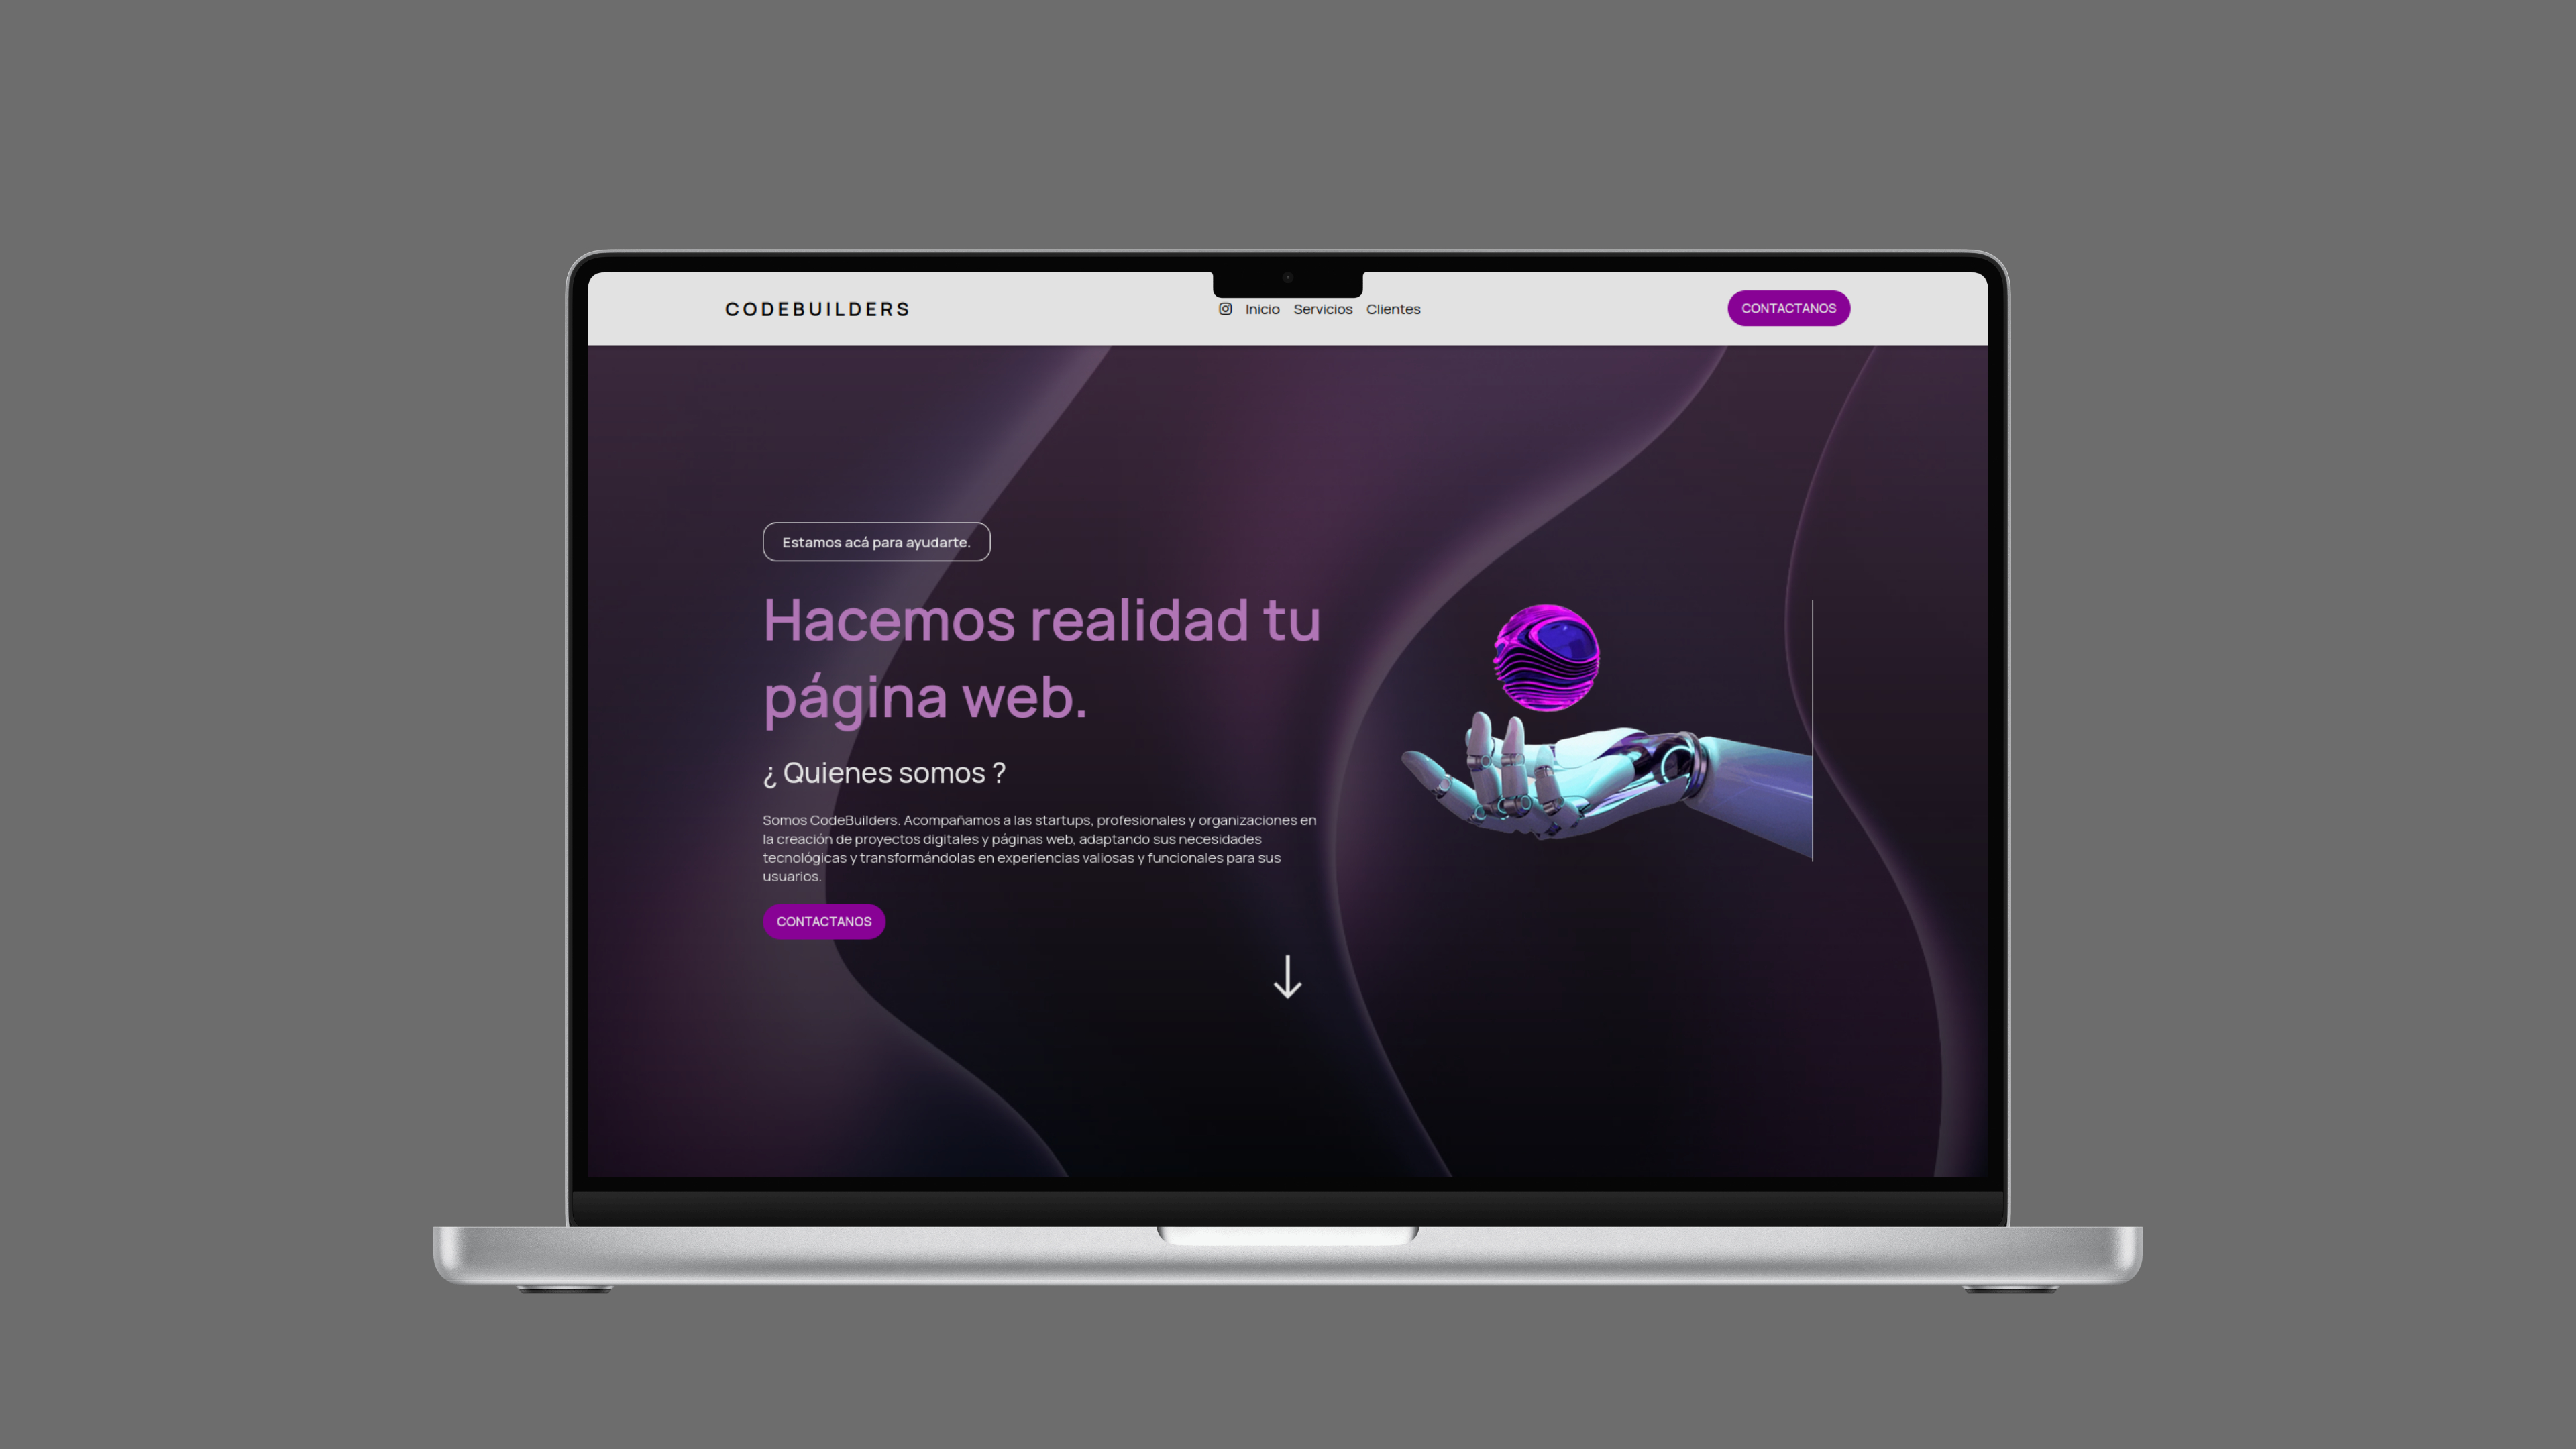 CODEBUILDERS
Inicio Servicios Clientes
CONTACTANOS
Estamos acá para ayudarte.
Hacemos realidad tu
página web.
¿ Quienes somos ?
Somos CodeBuilders. Acompañamos a las startups, profesionales y organizaciones en
la creación de proyectos digitales y páginas web, adaptando sus necesidades
tecnológicas y transformándolas en experiencias valiosas y funcionales para sus
usuarios.
CONTACTANOS